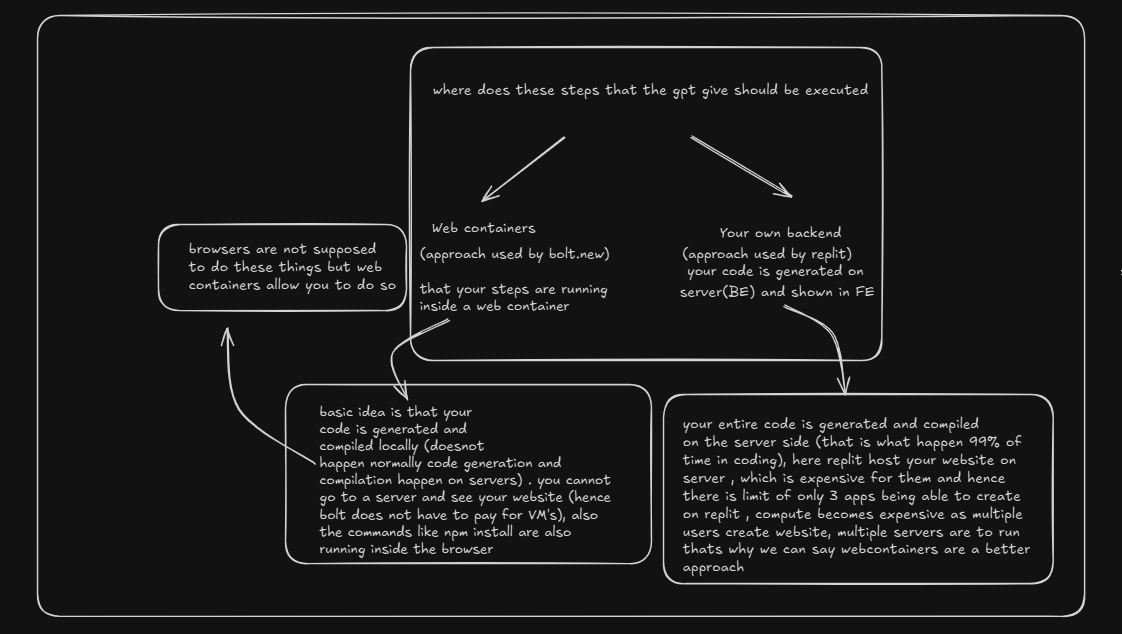 where does these steps that the gpt give should be executed
Web containers
(approach used by bolt.new)
that your steps are running
inside a web container
Your own backend
(approach used by replit)
your code is generated on
server(BE) and shown in FE
browsers are not supposed
to do these things but web
containers allow you to do so
basic idea is that your
code is generated and
compiled locally (doesnot
happen normally code generation and
compilation happen on servers) . you cannot
go to a server and see your website (hence
bolt does not have to pay for VM's), also
the commands like npm install are also
running inside the browser
your entire code is generated and compiled
on the server side (that is what happen 99% of
time in coding), here replit host your website on
server , which is expensive for them and hence
there is limit of only 3 apps being able to create
on replit , compute becomes expensive as multiple
users create website, multiple servers are to run
thats why we can say webcontainers are a better
approach